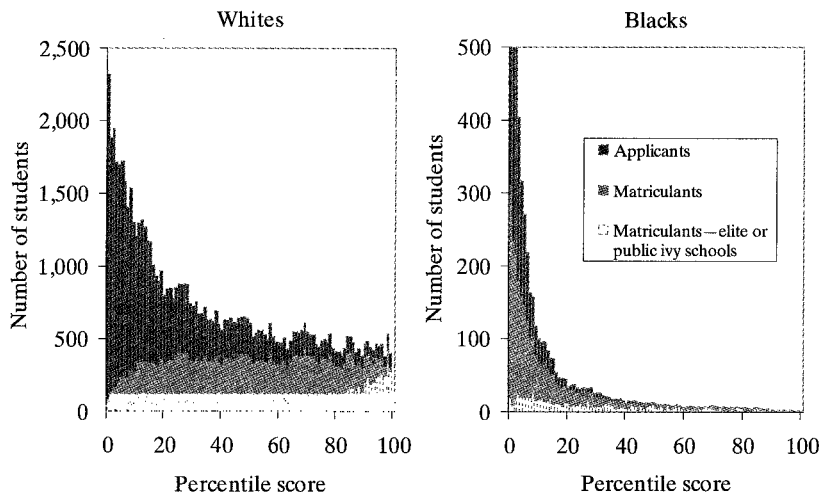 Whites
2,500
2,000
1,500
1,000
500
0
Number of students
0 20 40 60 80 100
Percentile score
Blacks
500
400
300
200
100
0
Number of students
0 20 40 60 80 100
Percentile score
Applicants
Matriculants
Matriculants—elite or
public ivy schools